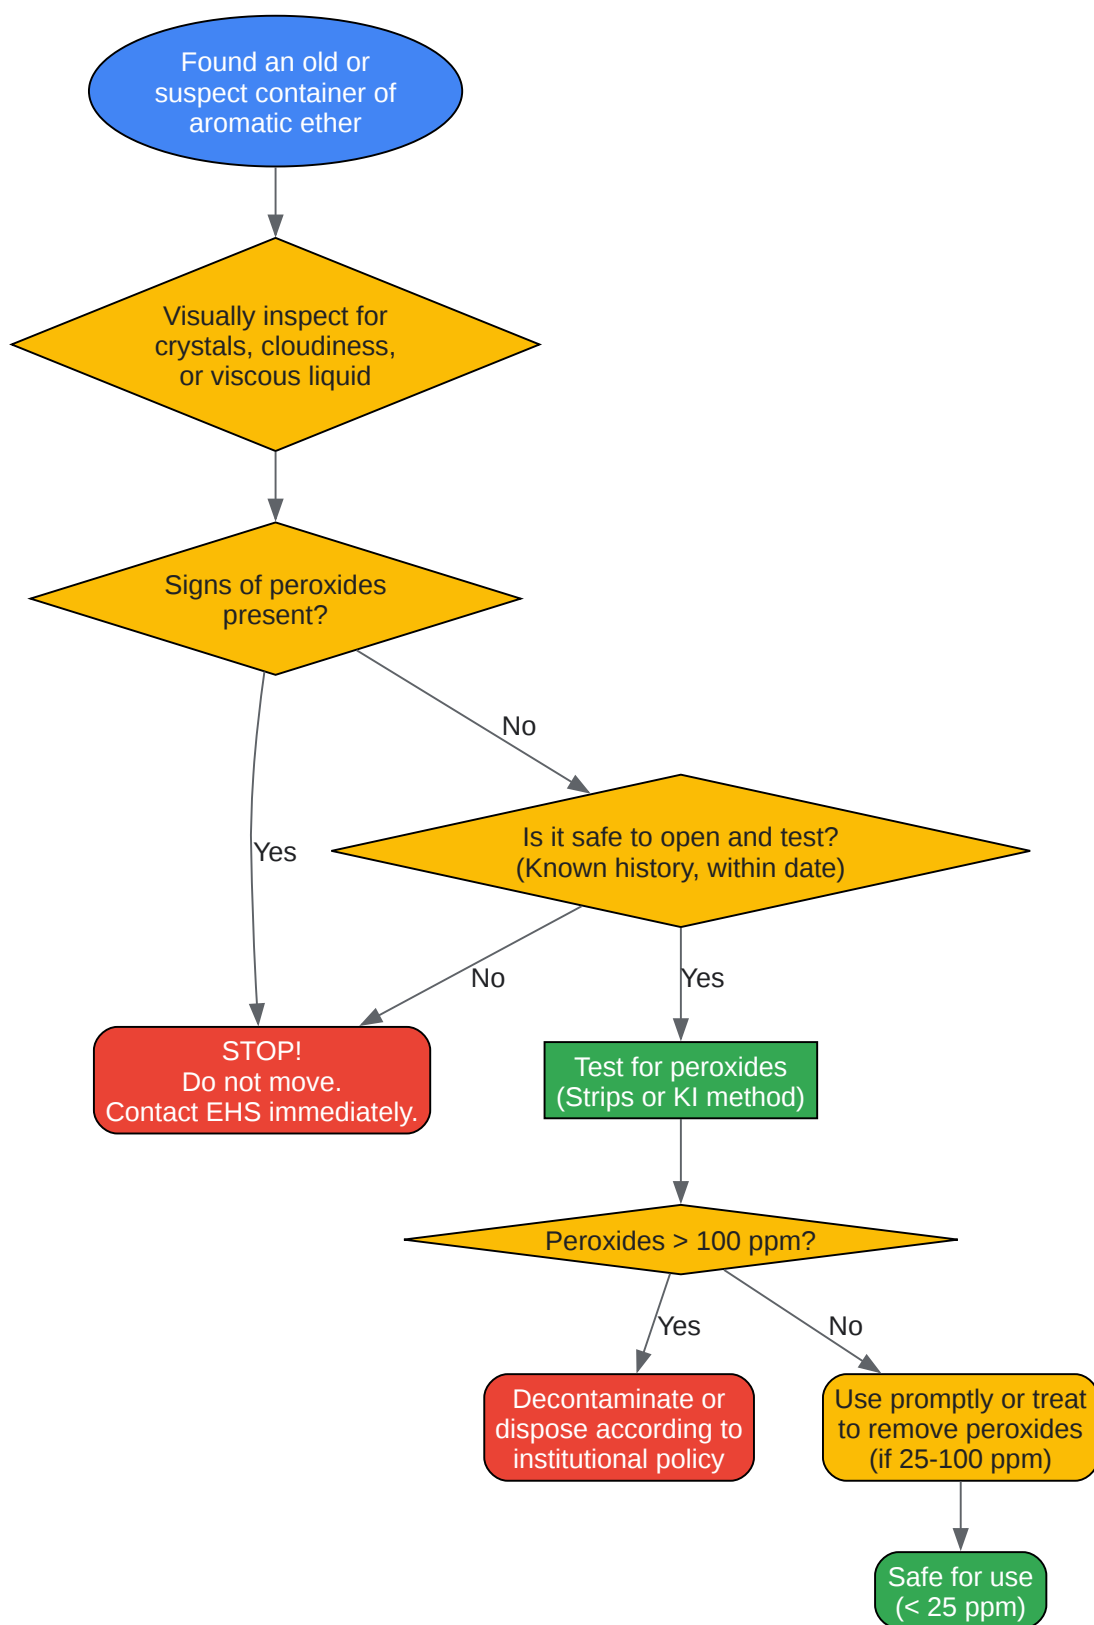 Found an old or
suspect container of
aromatic ether
Visually inspect for
crystals, cloudiness,
or viscous liquid
Signs of peroxides
present?
No
Yes
Is it safe to open and test?
(Known history, within date)
No
Yes
STOP!
Do not move.
Contact EHS immediately.
Test for peroxides
(Strips or KI method)
Peroxides > 100 ppm?
Yes
No
Decontaminate or
dispose according to
institutional policy
Use promptly or treat
to remove peroxides
(if 25-100 ppm)
Safe for use
(< 25 ppm)